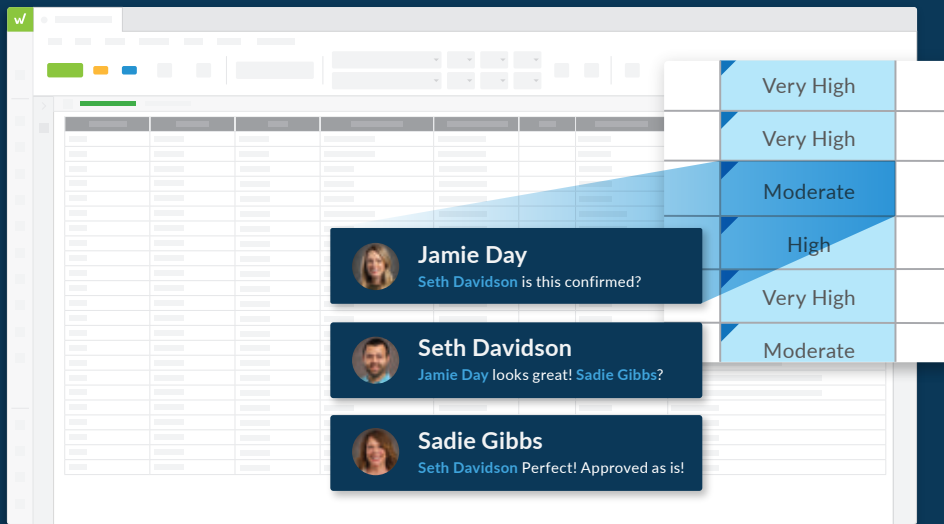 Very High
Very High
Moderate
High
Very High
Moderate
Jamie Day
Seth Davidson is this confirmed?
Seth Davidson
Jamie Day looks great! Sadie Gibbs?
Sadie Gibbs
Seth Davidson Perfect! Approved as is!